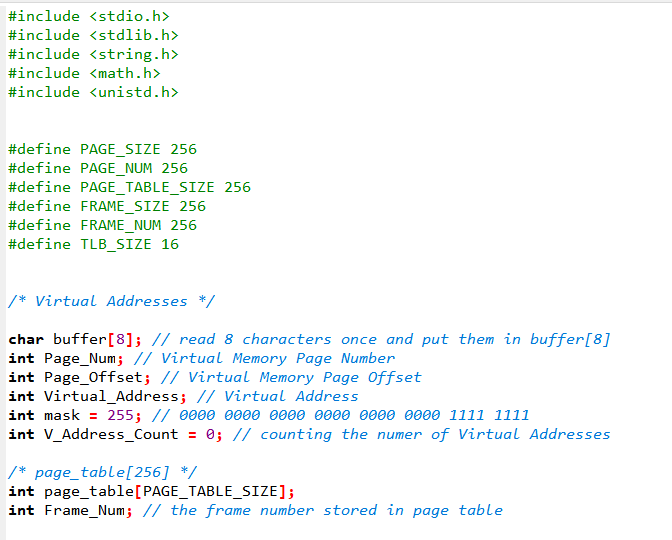 #include <stdio.h>
#include <stdlib.h>
#include <string.h>
#include <math.h>
#include <unistd.h>
#define PAGE_SIZE 256
#define PAGE_NUM 256
#define PAGE_TABLE_SIZE 256
#define FRAME_SIZE 256
#define FRAME_NUM 256
#define TLB_SIZE 16
/* Virtual Addresses */
char buffer[8]; // read 8 characters once and put them in buffer[8]
int Page_Num; // Virtual Memory Page Number
int Page_Offset; // Virtual Memory Page Offset
int Virtual_Address; // Virtual Address
int mask = 255; // 0000 0000 0000 0000 0000 0000 1111 1111
int V_Address_Count = 0; // counting the numer of Virtual Addresses
/* page_table[256] */
int page_table[PAGE_TABLE_SIZE];
int Frame_Num; // the frame number stored in page table